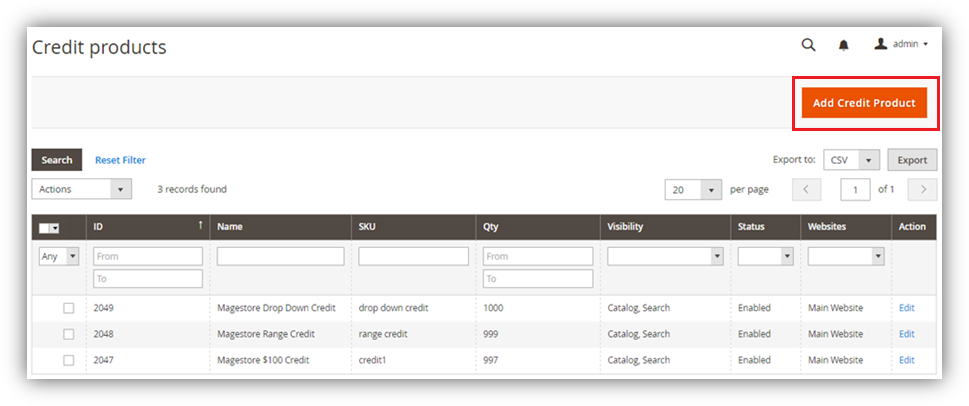 Credit products
admin
Add Credit Product
Search Reset Filter Export to: CSV Export
Actions 3 records found 20 per page 1 of 1
ID ↑ Name SKU Qty Visibility Status Websites Action
Any From From
To To
2049 Magestore Drop Down Credit drop down credit 1000 Catalog, Search Enabled Main Website Edit
2048 Magestore Range Credit range credit 999 Catalog, Search Enabled Main Website Edit
2047 Magestore $100 Credit credit1 997 Catalog, Search Enabled Main Website Edit